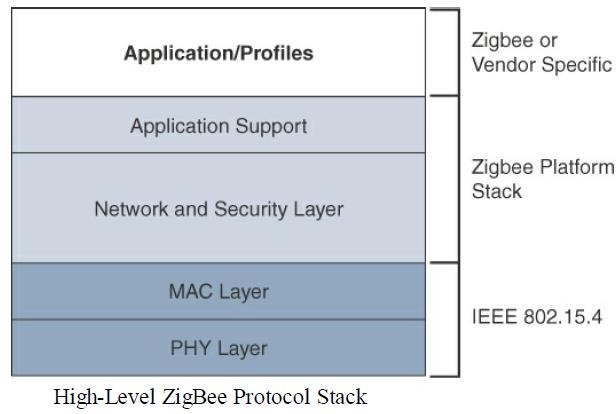 Application/Profiles
Zigbee or
Vendor Specific
Application Support
Network and Security Layer
Zigbee Platform
Stack
MAC Layer
PHY Layer
IEEE 802.15.4
High-Level ZigBee Protocol Stack